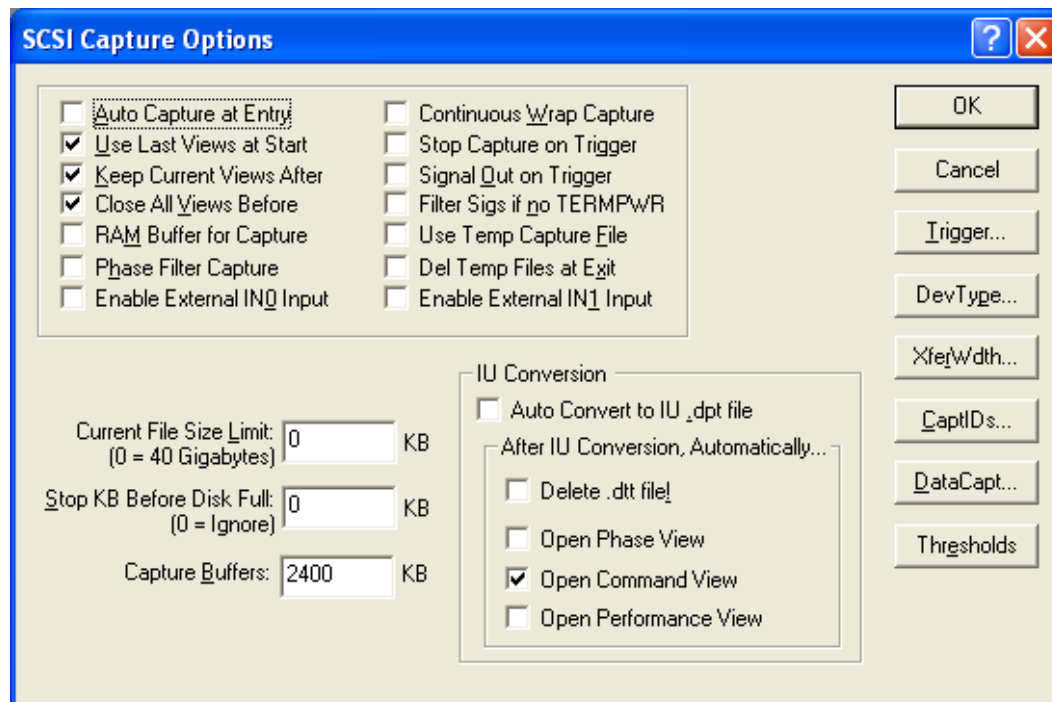 SCSI Capture Options
Auto Capture at Entry
Use Last Views at Start
Keep Current Views After
Close All Views Before
RAM Buffer for Capture
Phase Filter Capture
Enable External IN0 Input
Continuous Wrap Capture
Stop Capture on Trigger
Signal Out on Trigger
Filter Sigs if no TERMPWR
Use Temp Capture File
Del Temp Files at Exit
Enable External IN1 Input
Current File Size Limit: 0 KB
(0 = 40 Gigabytes)
Stop KB Before Disk Full: 0 KB
(0 = Ignore)
Capture Buffers: 2400 KB
IU Conversion
Auto Convert to IU .dpt file
After IU Conversion, Automatically...
Delete .dtt file!
Open Phase View
Open Command View
Open Performance View
OK
Cancel
Trigger...
DevType...
XferWdth...
CaptIDs...
DataCapt...
Thresholds